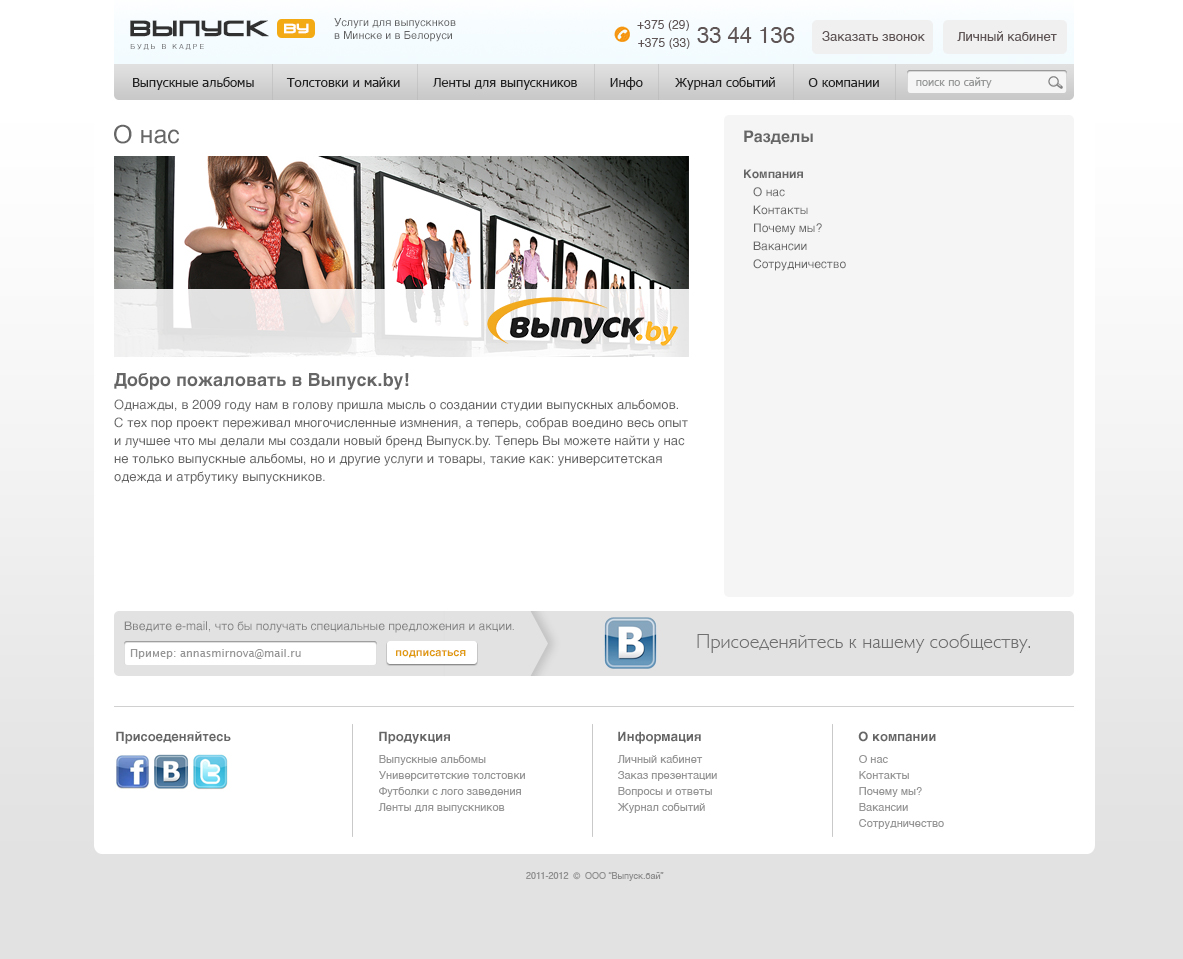 ВЫПУСК BY
БУДЬ В КАДРЕ
Услуги для выпускнков
в Минске и в Белоруси
+375 (29)
+375 (33)
33 44 136
Заказать звонок
Личный кабинет
Выпускные альбомы
Толстовки и майки
Ленты для выпускников
Инфо
Журнал событий
О компании
поиск по сайту
О нас
выпуск.by
Добро пожаловать в Выпуск.by!
Однажды, в 2009 году нам в голову пришла мысль о создании студии выпускных альбомов.
С тех пор проект переживал многочисленные измнения, а теперь, собрав воедино весь опыт
и лучшее что мы делали мы создали новый бренд Выпуск.by. Теперь Вы можете найти у нас
не только выпускные альбомы, но и другие услуги и товары, такие как: университетская
одежда и атрбутику выпускников.
Разделы
Компания
О нас
Контакты
Почему мы?
Вакансии
Сотрудничество
Введите e-mail, что бы получать специальные предложения и акции.
Пример: annasmirnova@mail.ru
подписаться
В
Присоеденяйтесь к нашему сообществу.
Присоеденяйтесь
f
В
t
Продукция
Выпускные альбомы
Университетские толстовки
Футболки с лого заведения
Ленты для выпускников
Информация
Личный кабинет
Заказ презентации
Вопросы и ответы
Журнал событий
О компании
О нас
Контакты
Почему мы?
Вакансии
Сотрудничество
2011-2012 © ООО "Выпуск.бай"